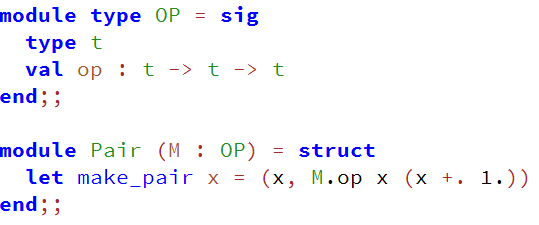 module type OP = sig
  type t
  val op : t -> t -> t
end;;

module Pair (M : OP) = struct
  let make_pair x = (x, M.op x (x +. 1.))
end;;